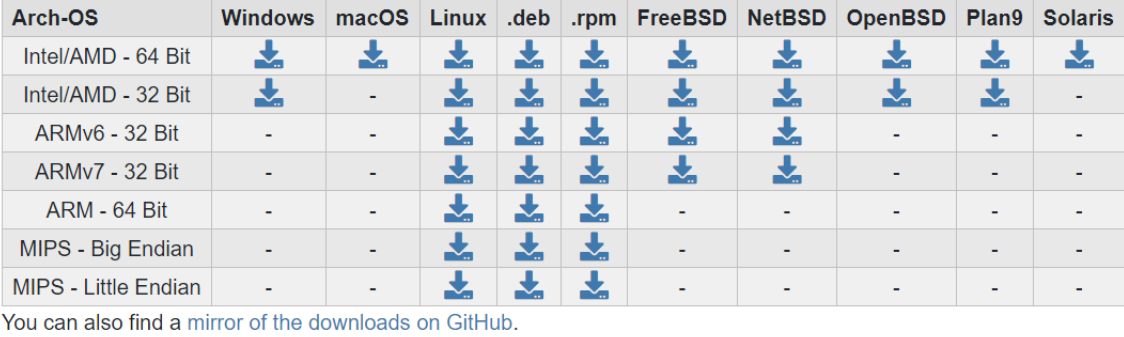 Arch-OS Windows macOS Linux .deb .rpm FreeBSD NetBSD OpenBSD Plan9 Solaris
Intel/AMD - 64 Bit
Intel/AMD - 32 Bit - -
ARMv6 - 32 Bit - - - - -
ARMv7 - 32 Bit - - - - -
ARM - 64 Bit - - - - - - -
MIPS - Big Endian - - - - - - -
MIPS - Little Endian - - - - - - -
You can also find a mirror of the downloads on GitHub.